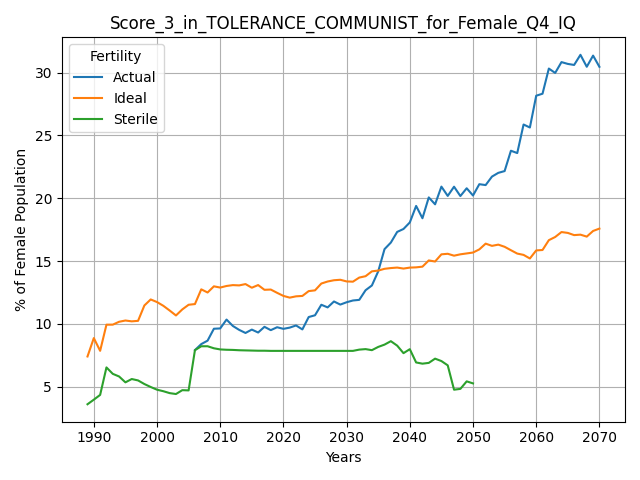 Score_3_in_TOLERANCE_COMMUNIST_for_Female_Q4_IQ
Fertility
Actual
Ideal
Sterile
% of Female Population
30
25
20
15
10
5
1990 2000 2010 2020 2030 2040 2050 2060 2070
Years